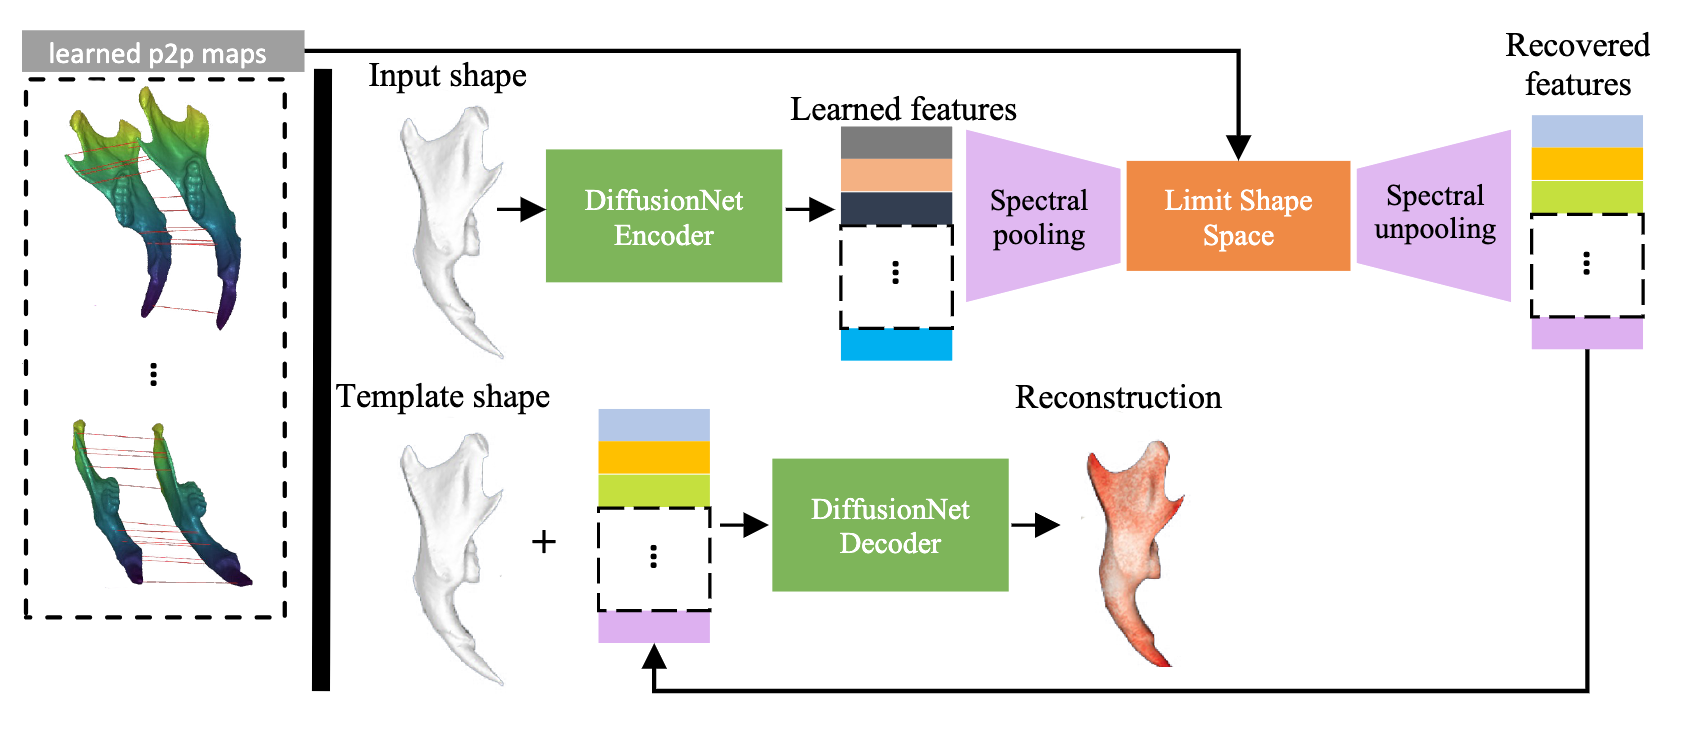 learned p2p maps
Input shape
DiffusionNet
Encoder
Learned features
Spectral
pooling
Limit Shape
Space
Spectral
unpooling
Recovered
features
Template shape
+
DiffusionNet
Decoder
Reconstruction